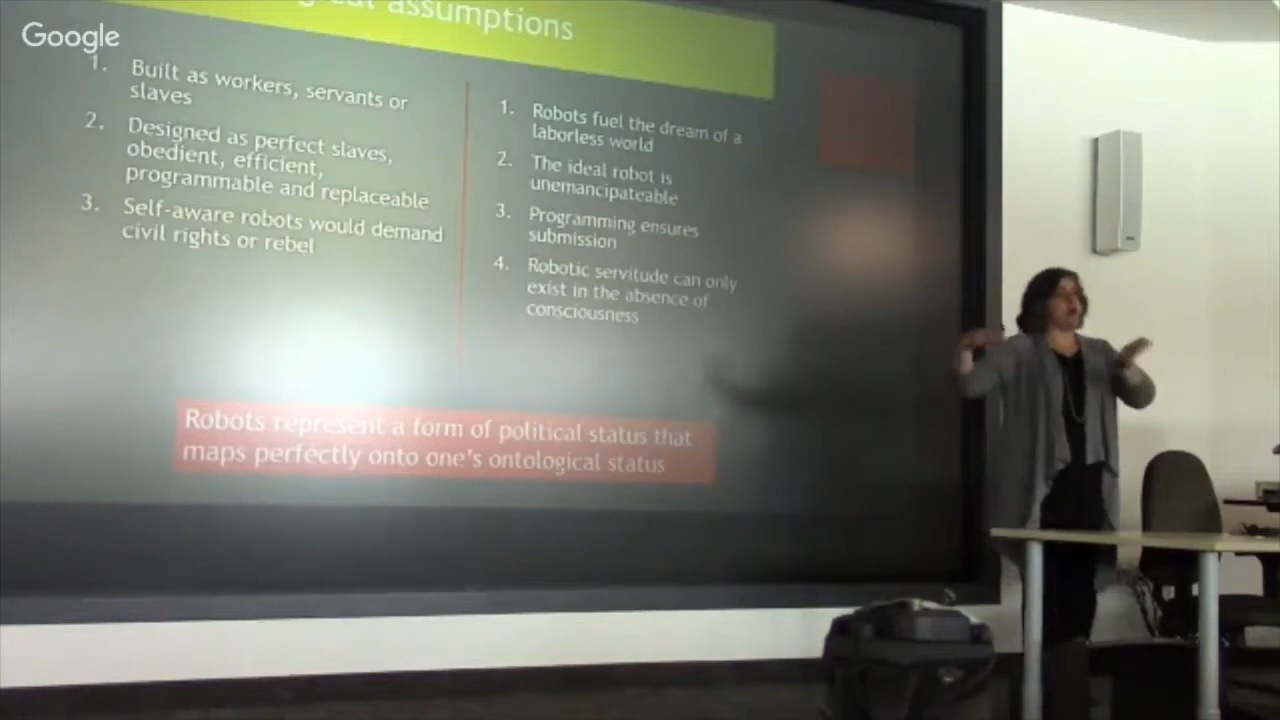 Google
assumptions
1. Built as workers, servants or
slaves
2. Designed as perfect slaves,
obedient, efficient,
programmable and replaceable
3. Self-aware robots would demand
civil rights or rebel
1. Robots fuel the dream of a
laborless world
2. The ideal robot is
unemancipateable
3. Programming ensures
submission
4. Robotic servitude can only
exist in the absence of
consciousness
Robots represent a form of political status that
maps perfectly onto one's ontological status